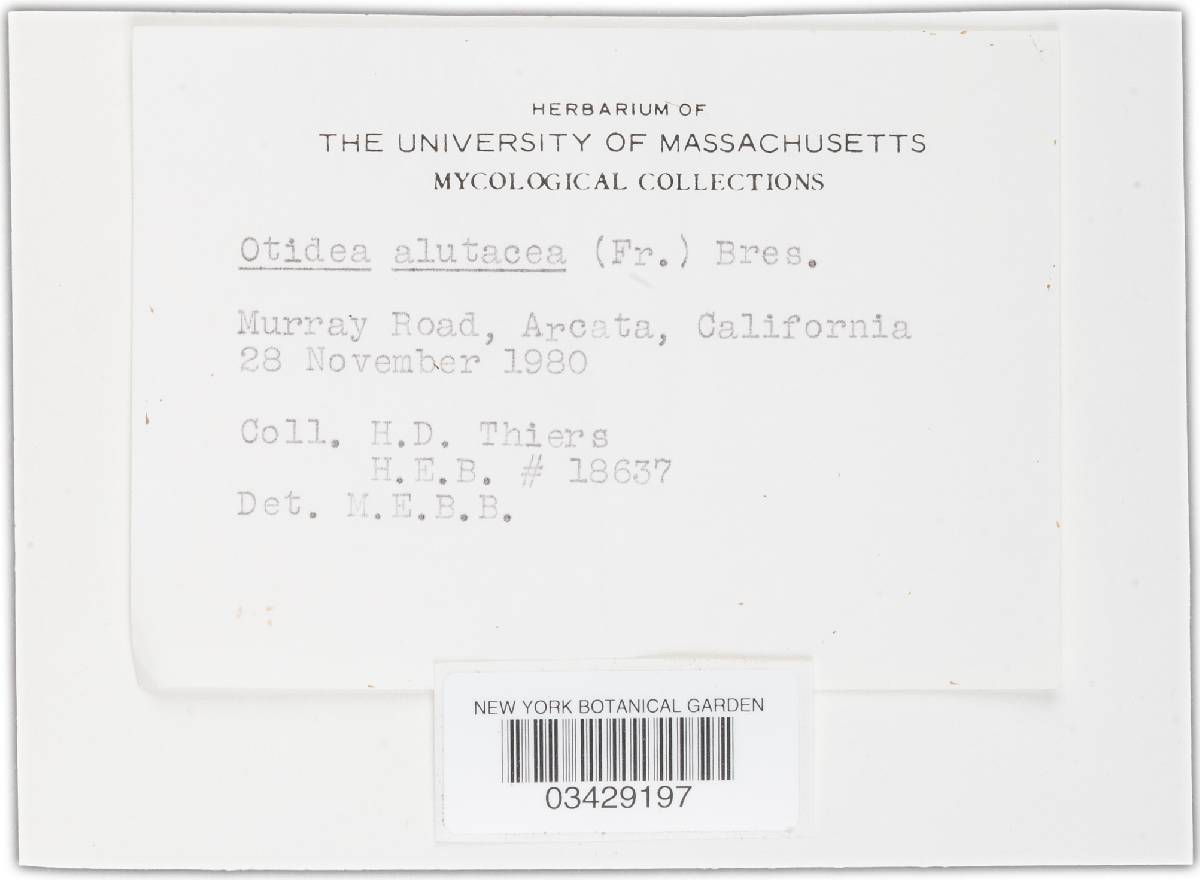 HERBARIUM OF
THE UNIVERSITY OF MASSACHUSETTS
MYCOLOGICAL COLLECTIONS
Otidea alutacea (Fr.) Bres.
Murray Road, Arcata, California
28 November 1980
Coll. H.D. Thiers
H.E.B. # 18637
Det. M.E.B.B.
NEW YORK BOTANICAL GARDEN
03429197